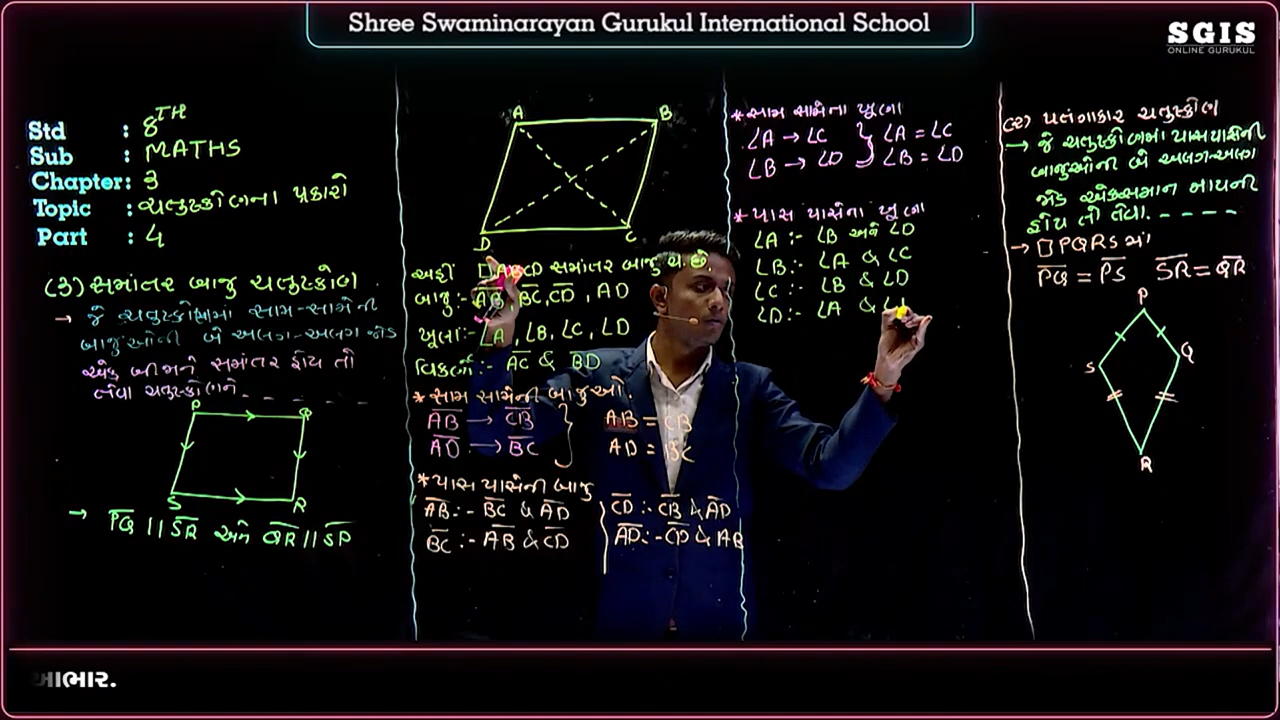 Shree Swaminarayan Gurukul International School
SGIS
ONLINE GURUKUL
Std : 8TH
Sub : MATHS
Chapter: 3
Topic : ચતુષ્કોણના પ્રકારો
Part : 4
(૩) સમાંતર બાજુ ચતુષ્કોણ
→ જે ચતુષ્કોણમાં સામ-સામેની
બાજુઓની બે અલગ-અલગ જોડ
એક બીજાને સમાંતર હોય તો
તેવા ચતુષ્કોણને - - - - - -
P
Q
S
R
→ PQ || SR અને QR || SP
A
B
D
C
અહીં □ABCD સમાંતર બાજુ ચ.છે.
બાજુ :- AB, BC, CD, AD
ખૂણા:- ∠A, ∠B, ∠C, ∠D
વિકર્ણો :- AC & BD
* સામ સામેની બાજુઓ.
AB → CB } AB = CB
AD → BC AD = BC
* પાસ પાસેની બાજુ
AB :- BC & AD
BC :- AB & CD
CD :- CB & AD
AD :- CD & AB
* સામ સામેના ખૂણા
∠A → ∠C } ∠A = ∠C
∠B → ∠D ∠B = ∠D
* પાસ પાસેના ખૂણા
∠A :- ∠B અને ∠D
∠B :- ∠A & ∠C
∠C :- ∠B & ∠D
∠D :- ∠A & ∠
પતંગાકાર ચતુષ્કોણ
→ જે ચતુષ્કોણમાં પાસપાસેની
બાજુઓની બે અલગ-અલગ
જોડ એકસમાન માપની
હોય તો તેવા - - - -
→ □PQRS માં
PQ = PS SR = QR
P
S
Q
R
આભાર.